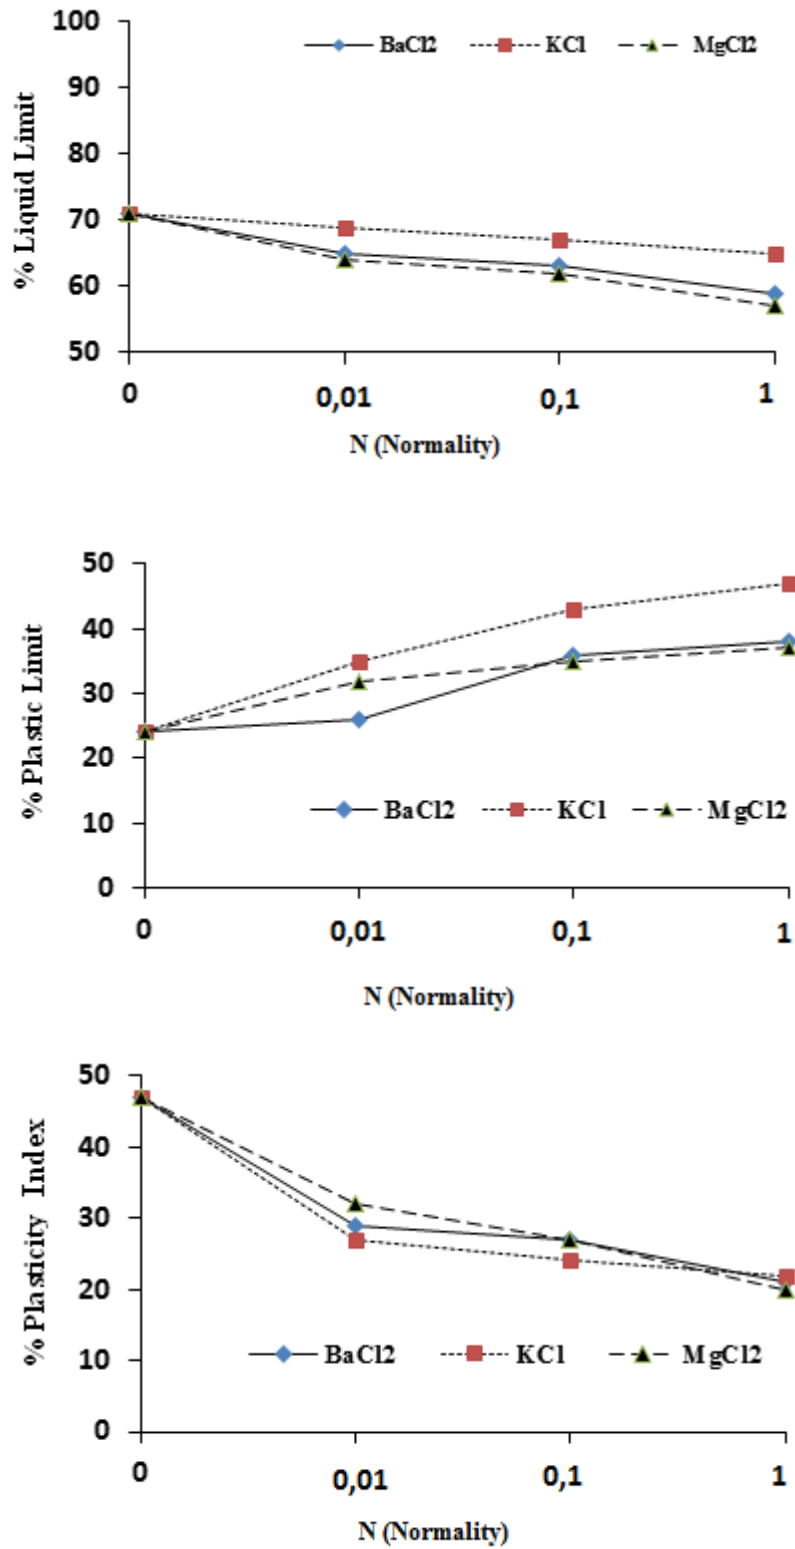 100
BaCl2 KCl MgCl2
90
80
70
60
50
% Liquid Limit
0 0,01 0,1 1
N (Normality)
50
40
30
20
10
0
% Plastic Limit
BaCl2 KCl MgCl2
0 0,01 0,1 1
N (Normality)
50
40
30
20
10
0
% Plasticity Index
BaCl2 KCl MgCl2
0 0,01 0,1 1
N (Normality)